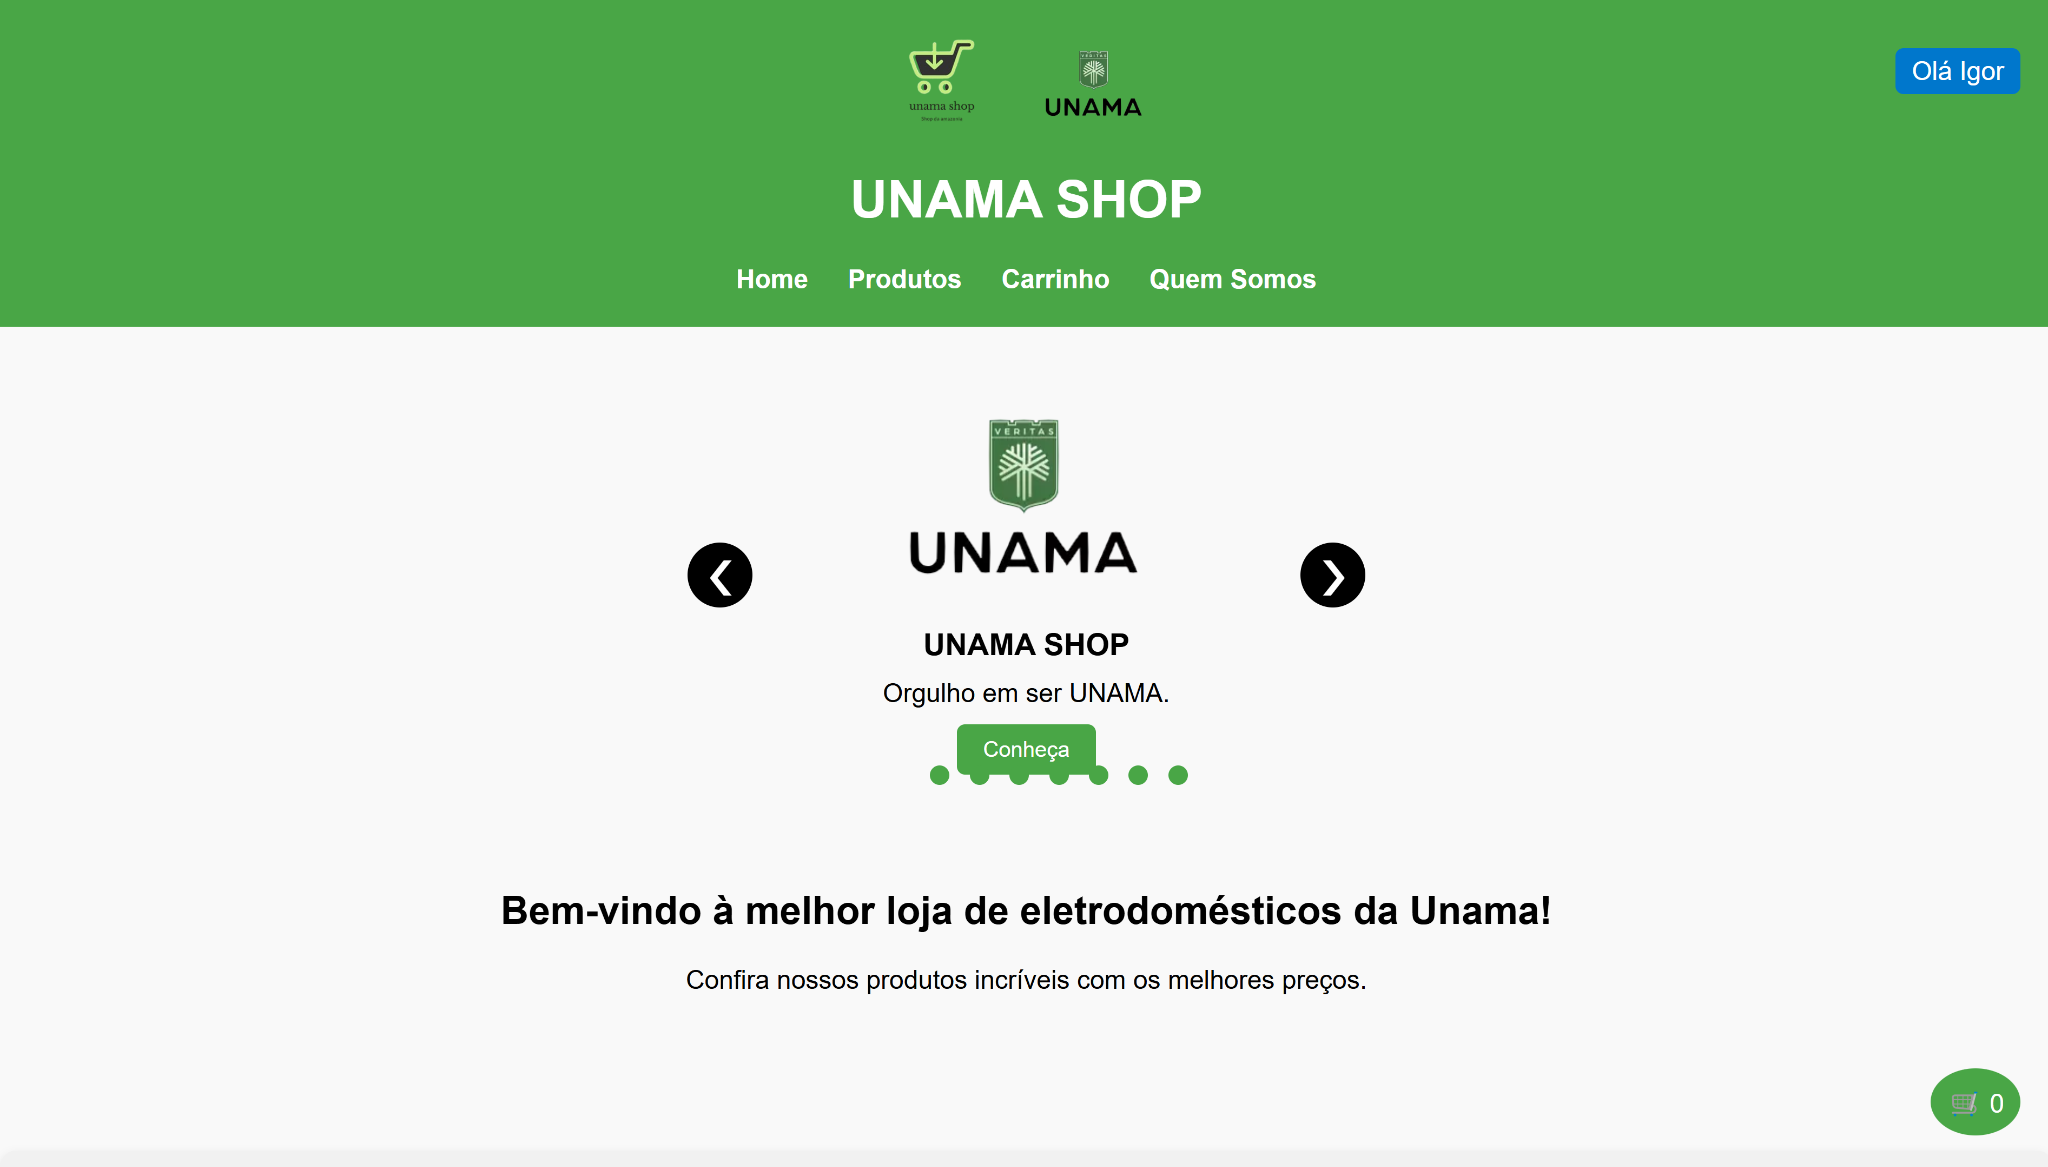 unama shop
UNAMA
Olá Igor
UNAMA SHOP
Home Produtos Carrinho Quem Somos
VERITAS
UNAMA
❮ ❯
UNAMA SHOP
Orgulho em ser UNAMA.
Conheça
Bem-vindo à melhor loja de eletrodomésticos da Unama!
Confira nossos produtos incríveis com os melhores preços.
🛒 0